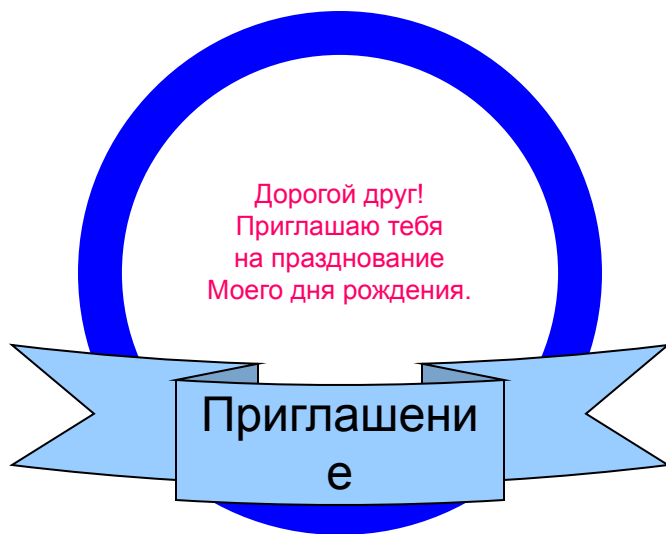 Дорогой друг!
Приглашаю тебя
на празднование
Моего дня рождения.
Приглашени
е